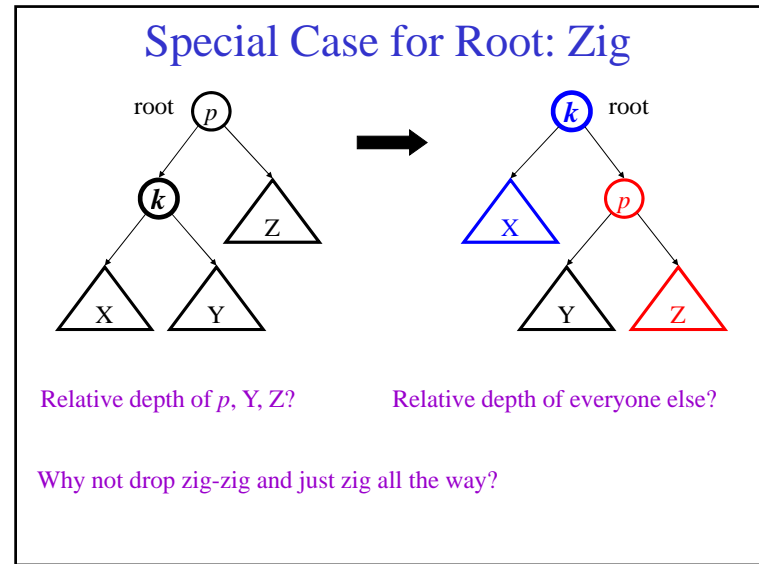 Special Case for Root: Zig
root p
k
Z
X Y
k root
p
X
Y Z
Relative depth of p, Y, Z?
Relative depth of everyone else?
Why not drop zig-zig and just zig all the way?